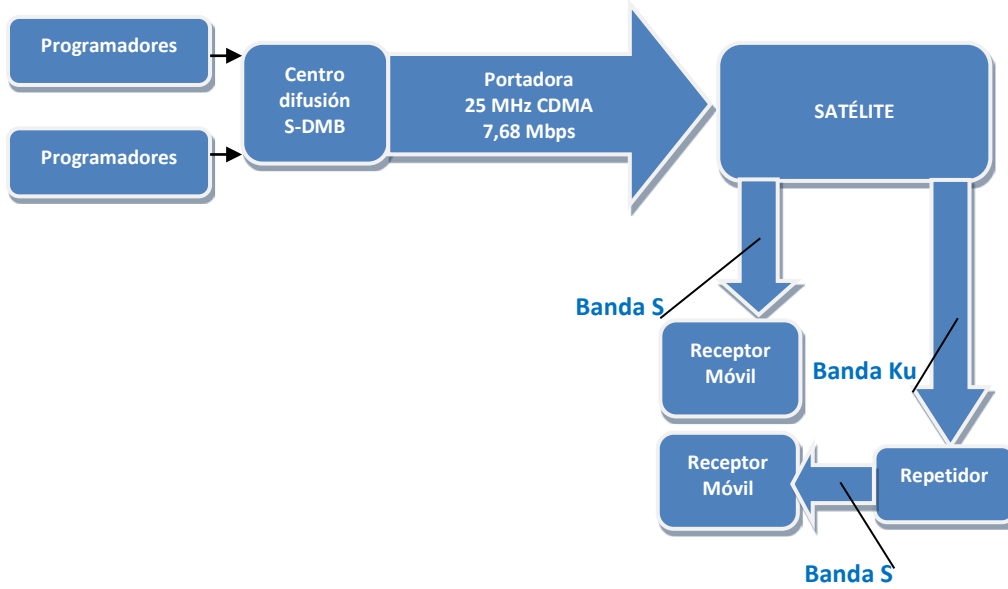 Programadores
Programadores
Centro
difusión
S-DMB
Portadora
25 MHz CDMA
7,68 Mbps
SATÉLITE
Banda S
Receptor
Móvil
Banda Ku
Receptor
Móvil
Repetidor
Banda S